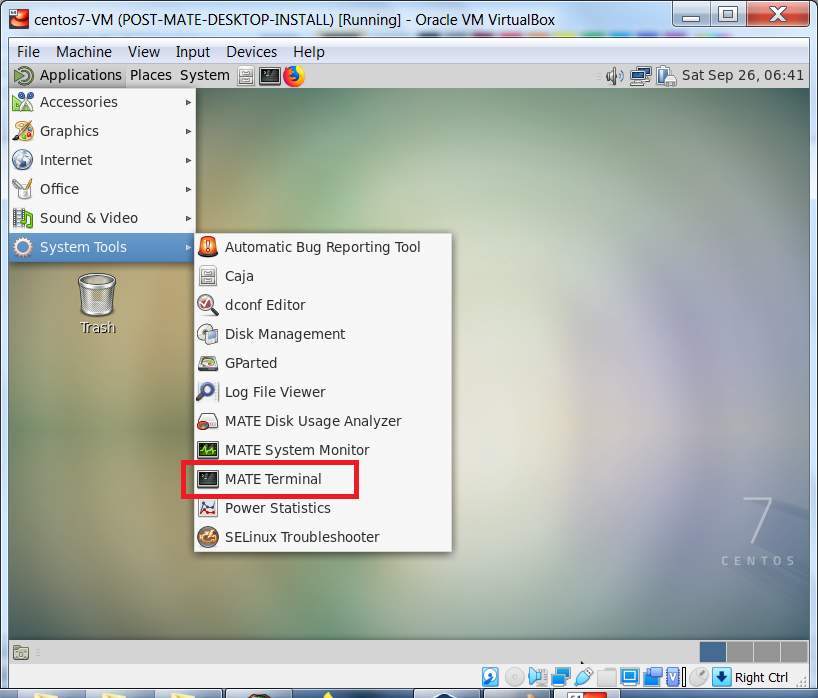 centos7-VM (POST-MATE-DESKTOP-INSTALL) [Running] - Oracle VM VirtualBox
File Machine View Input Devices Help
Applications Places System Sat Sep 26, 06:41
Accessories
Graphics
Internet
Office
Sound & Video
System Tools
Automatic Bug Reporting Tool
Caja
dconf Editor
Disk Management
GParted
Log File Viewer
MATE Disk Usage Analyzer
MATE System Monitor
MATE Terminal
Power Statistics
SELinux Troubleshooter
Trash
7
CENTOS
Right Ctrl